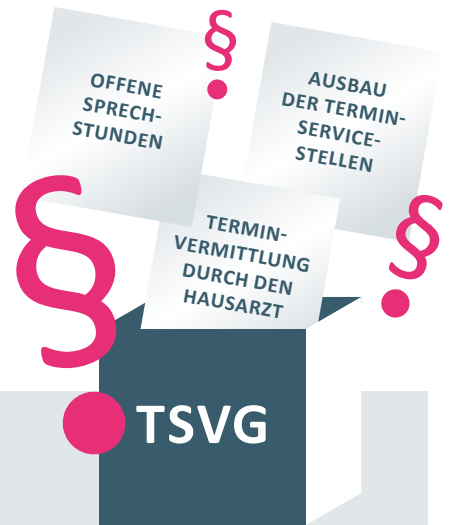 §
OFFENE
SPRECH-
STUNDEN
AUSBAU
DER TERMIN-
SERVICE-
STELLEN
§
TERMIN-
VERMITTLUNG
DURCH DEN
HAUSARZT
§
TSVG